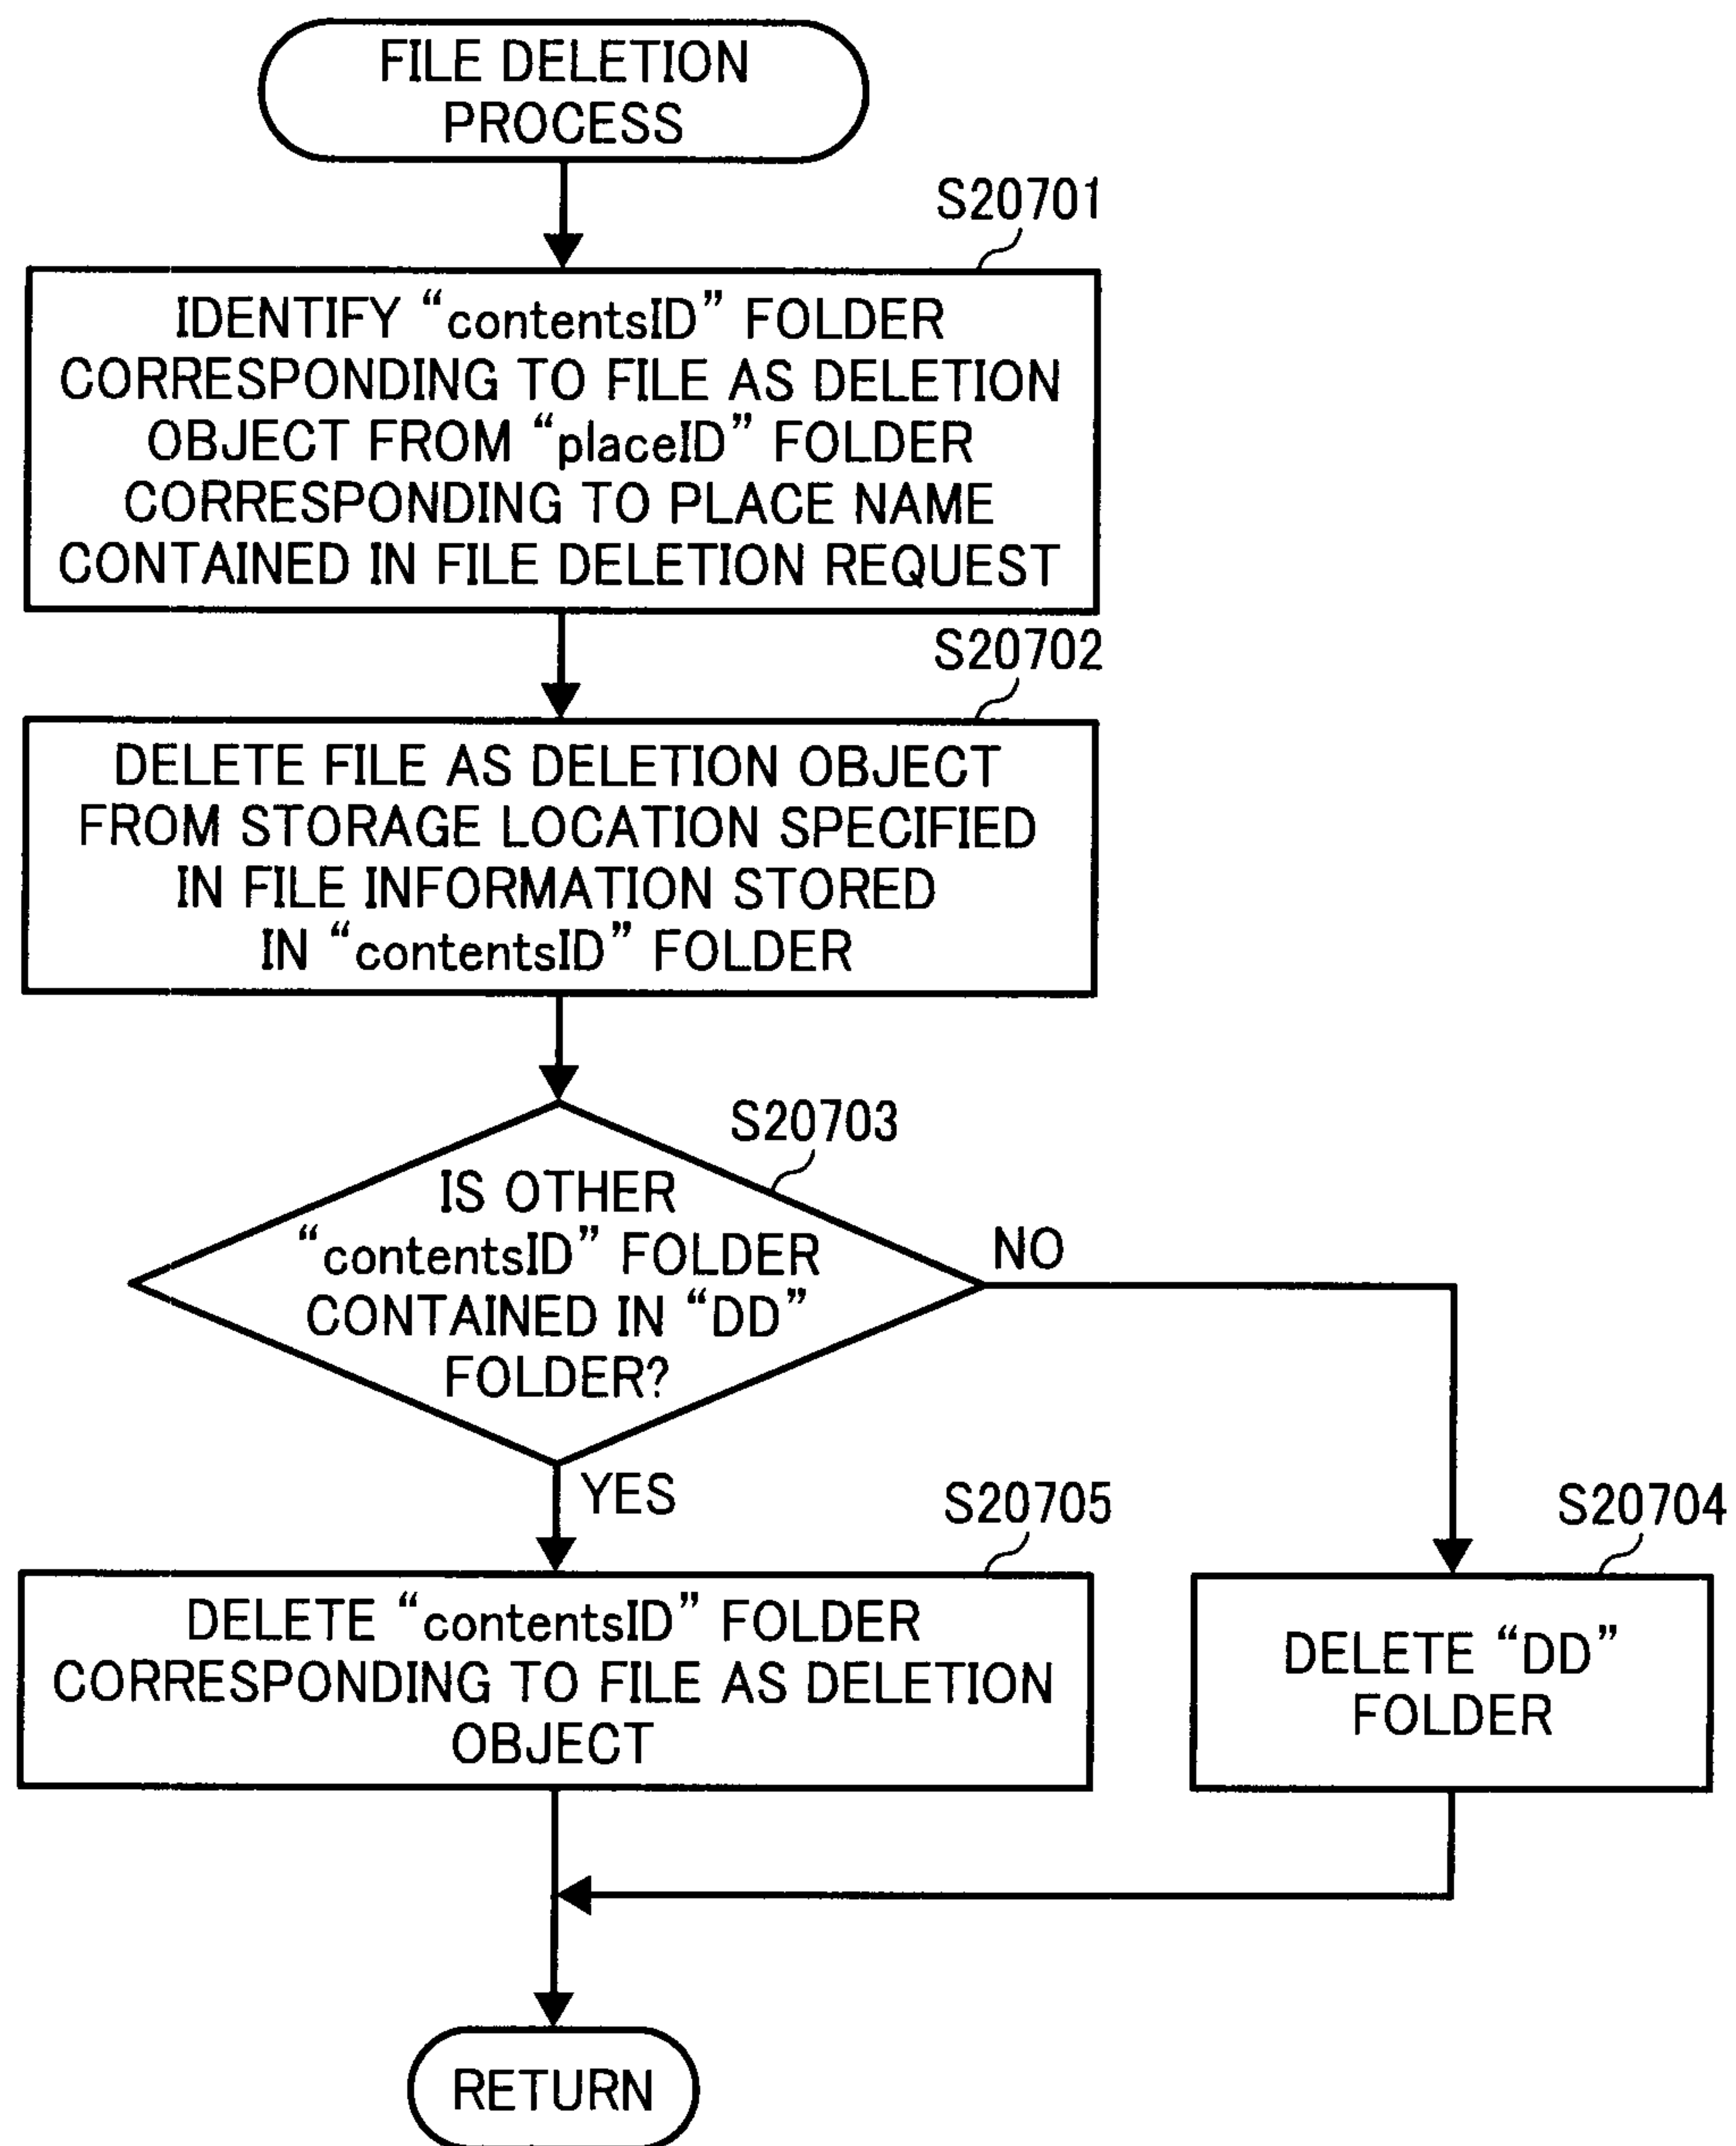 FILE DELETION
PROCESS
S20701
IDENTIFY “contentsID” FOLDER
CORRESPONDING TO FILE AS DELETION
OBJECT FROM “placeID” FOLDER
CORRESPONDING TO PLACE NAME
CONTAINED IN FILE DELETION REQUEST
S20702
DELETE FILE AS DELETION OBJECT
FROM STORAGE LOCATION SPECIFIED
IN FILE INFORMATION STORED
IN “contentsID” FOLDER
S20703
IS OTHER
“contentsID” FOLDER
CONTAINED IN “DD”
FOLDER?
NO
YES
S20705
DELETE “contentsID” FOLDER
CORRESPONDING TO FILE AS DELETION
OBJECT
S20704
DELETE “DD”
FOLDER
RETURN